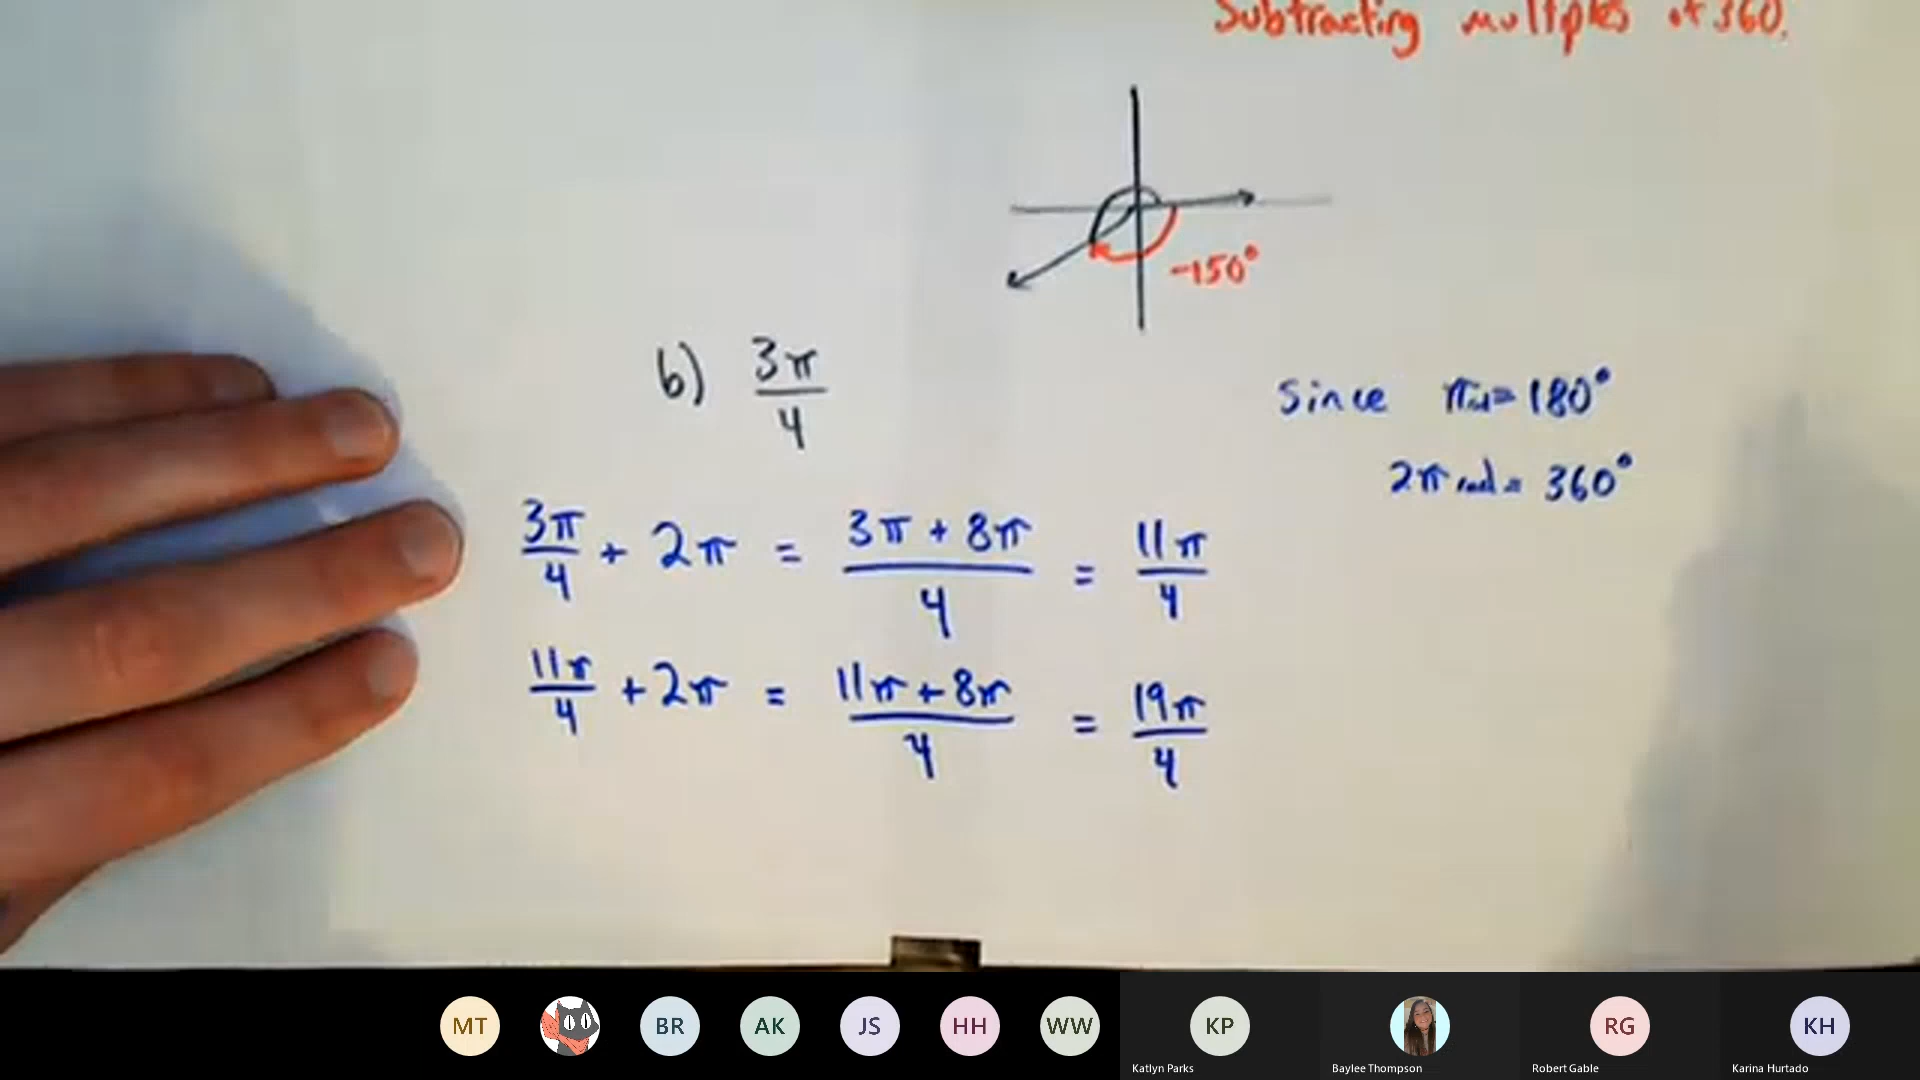 Subtracting multiples of 360.
-150°
b) 3π/4
Since π rad = 180°
2π rad = 360°
3π/4 + 2π = (3π + 8π)/4 = 11π/4
11π/4 + 2π = (11π + 8π)/4 = 19π/4
MT
BR
AK
JS
HH
WW
KP
RG
KH
Katlyn Parks
Baylee Thompson
Robert Gable
Karina Hurtado